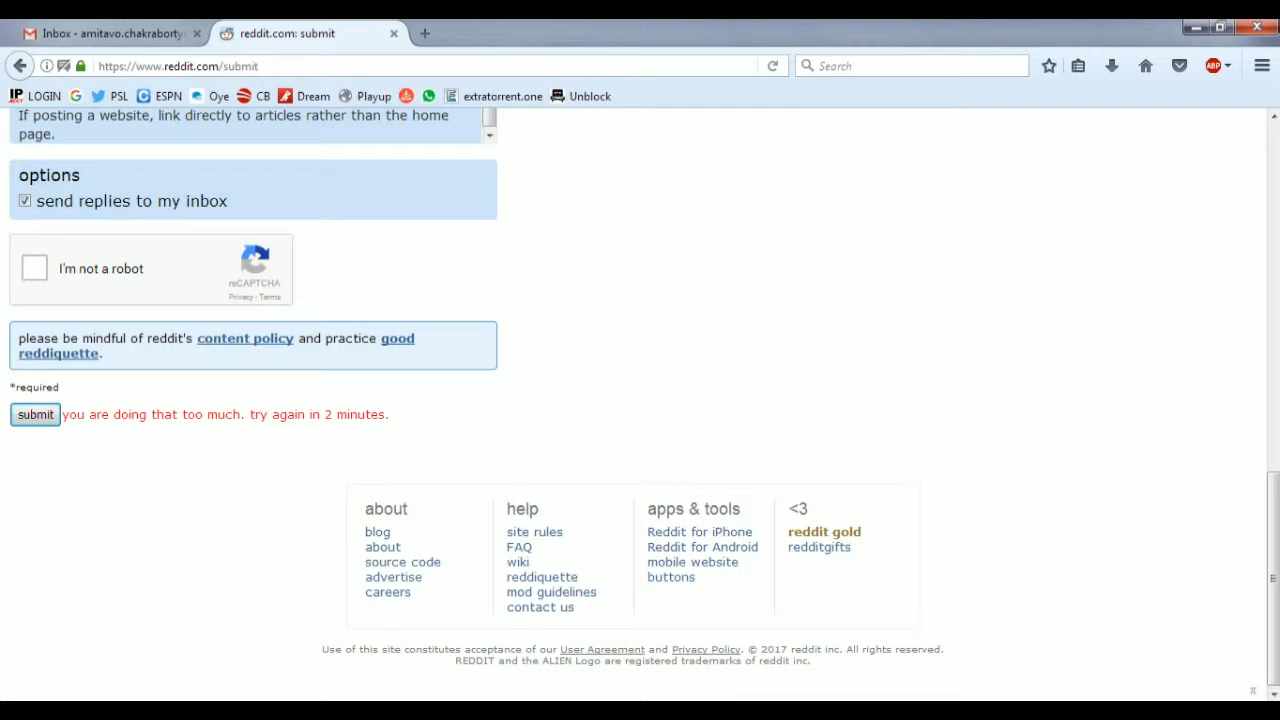 Inbox - amitavo.chakraborty
reddit.com: submit
https://www.reddit.com/submit
Search
ABP
LOGIN
PSL
ESPN
Oye
CB
Dream
Playup
extratorrent.one
Unblock
If posting a website, link directly to articles rather than the home
page.
options
send replies to my inbox
I'm not a robot
reCAPTCHA
Privacy - Terms
please be mindful of reddit's content policy and practice good
reddiquette.
*required
submit you are doing that too much. try again in 2 minutes.
about
blog
about
source code
advertise
careers
help
site rules
FAQ
wiki
reddiquette
mod guidelines
contact us
apps & tools
Reddit for iPhone
Reddit for Android
mobile website
buttons
<3
reddit gold
redditgifts
Use of this site constitutes acceptance of our User Agreement and Privacy Policy. © 2017 reddit inc. All rights reserved.
REDDIT and the ALIEN Logo are registered trademarks of reddit inc.
π